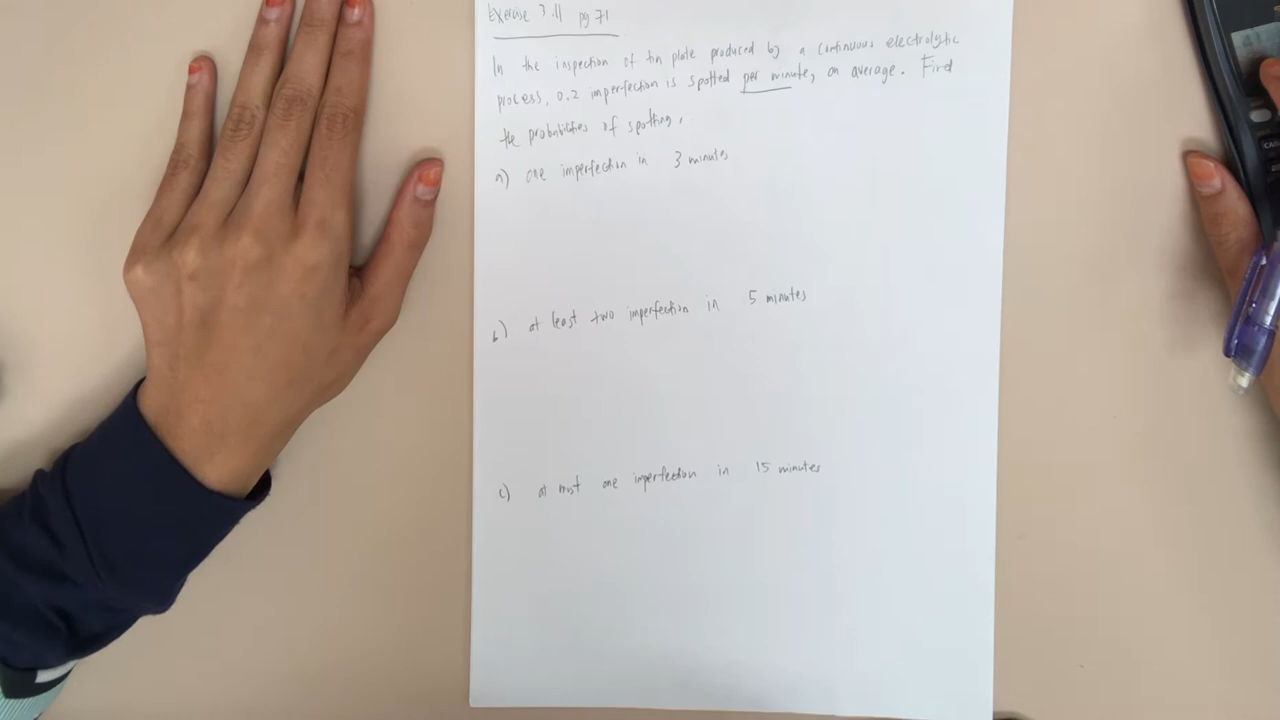 Exercise 3.11 pg 71
In the inspection of tin plate produced by a continuous electrolytic
process, 0.2 imperfection is spotted per minute, on average. Find
the probabilities of spotting,
a) one imperfection in 3 minutes
b) at least two imperfection in 5 minutes
c) at most one imperfection in 15 minutes